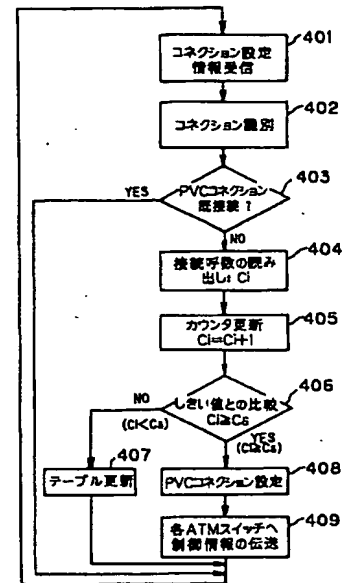 401
コネクション設定
情報受信
402
コネクション識別
403
YES
PVCコネクション
既接続?
NO
404
接続呼数の読み
出し: Ci
405
カウンタ更新
Ci=Ci+1
406
NO
しきい値との比較
Ci≧Cs
(Ci<Cs)
YES
(Ci≧Cs)
407
408
テーブル更新
PVCコネクション設定
409
各ATMスイッチへ
制御情報の伝送